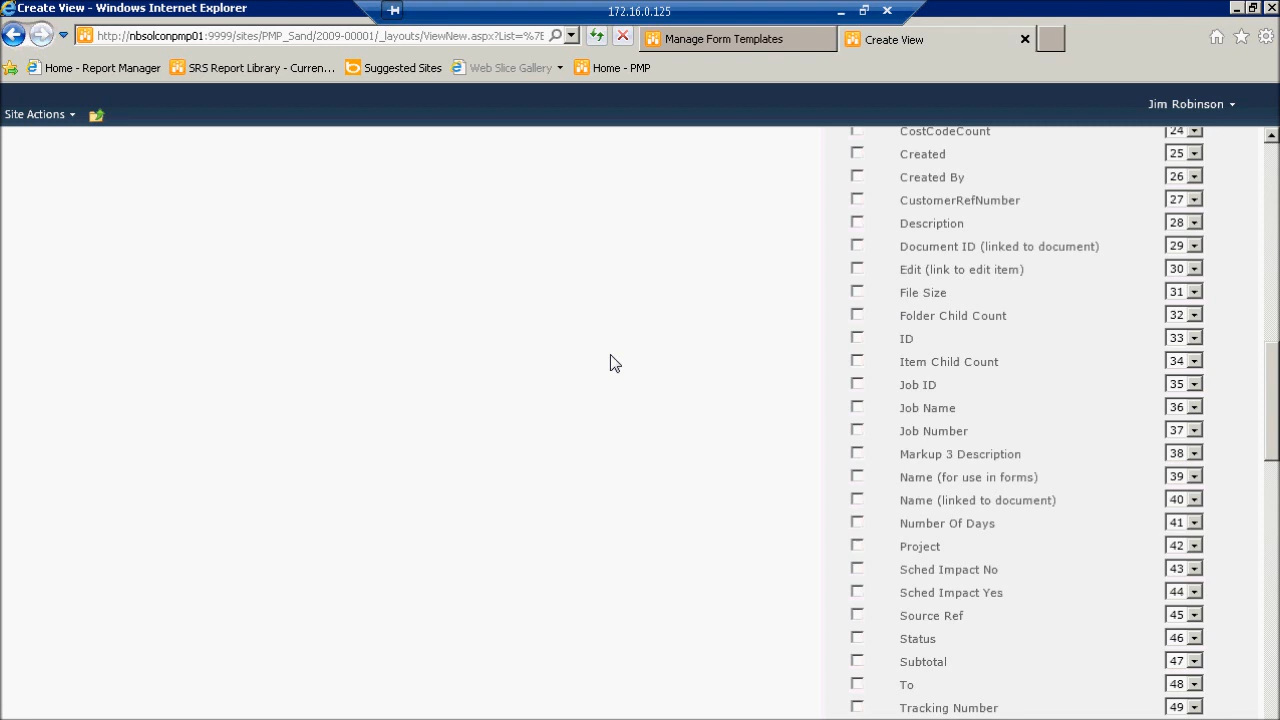 Create View - Windows Internet Explorer
172.16.0.125
http://nbsolconpmp01:9999/sites/PMP_Sand/2009-00001/_layouts/ViewNew.aspx?List=%7E
Manage Form Templates
Create View
Home - Report Manager
SRS Report Library - Curren...
Suggested Sites
Web Slice Gallery
Home - PMP
Jim Robinson
Site Actions
CostCodeCount 24
Created 25
Created By 26
CustomerRefNumber 27
Description 28
Document ID (linked to document) 29
Edit (link to edit item) 30
File Size 31
Folder Child Count 32
ID 33
Item Child Count 34
Job ID 35
Job Name 36
Job Number 37
Markup 3 Description 38
Name (for use in forms) 39
Name (linked to document) 40
Number Of Days 41
Project 42
Sched Impact No 43
Sched Impact Yes 44
Source Ref 45
Status 46
Subtotal 47
To 48
Tracking Number 49